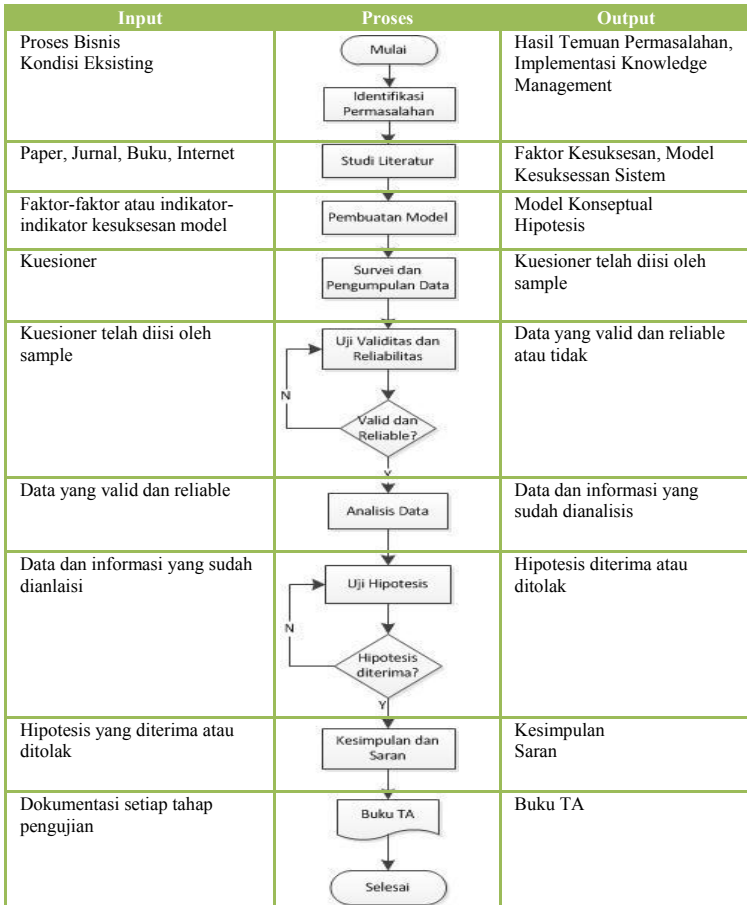 Input Proses Output
Proses Bisnis
Kondisi Eksisting
Mulai
Identifikasi
Permasalahan
Hasil Temuan Permasalahan,
Implementasi Knowledge
Management
Paper, Jurnal, Buku, Internet
Studi Literatur
Faktor Kesuksesan, Model
Kesuksessan Sistem
Faktor-faktor atau indikator-
indikator kesuksesan model
Pembuatan Model
Model Konseptual
Hipotesis
Kuesioner
Survei dan
Pengumpulan Data
Kuesioner telah diisi oleh
sample
Kuesioner telah diisi oleh
sample
Uji Validitas dan
Reliabilitas
N
Valid dan
Reliable?
Y
Data yang valid dan reliable
atau tidak
Data yang valid dan reliable
Analisis Data
Data dan informasi yang
sudah dianalisis
Data dan informasi yang sudah
dianlaisi
Uji Hipotesis
N
Hipotesis
diterima?
Y
Hipotesis diterima atau
ditolak
Hipotesis yang diterima atau
ditolak
Kesimpulan dan
Saran
Kesimpulan
Saran
Dokumentasi setiap tahap
pengujian
Buku TA
Selesai
Buku TA